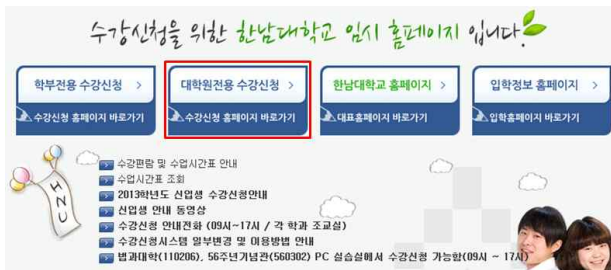 수강신청을 위한 한남대학교 임시 홈페이지 입니다.
학부전용 수강신청 >
수강신청 홈페이지 바로가기
대학원전용 수강신청 >
수강신청 홈페이지 바로가기
한남대학교 홈페이지 >
대표홈페이지 바로가기
입학정보 홈페이지 >
입학홈페이지 바로가기
HNU
수강편람 및 수업시간표 안내
수업시간표 조회
2013학년도 신입생 수강신청안내
신입생 안내 동영상
수강신청 안내전화 (09시~17시 / 각 학과 조교실)
수강신청시스템 일부변경 및 이용방법 안내
법과대학(110206), 56주년기념관(560302) PC 실습실에서 수강신청 가능함(09시 ~ 17시)